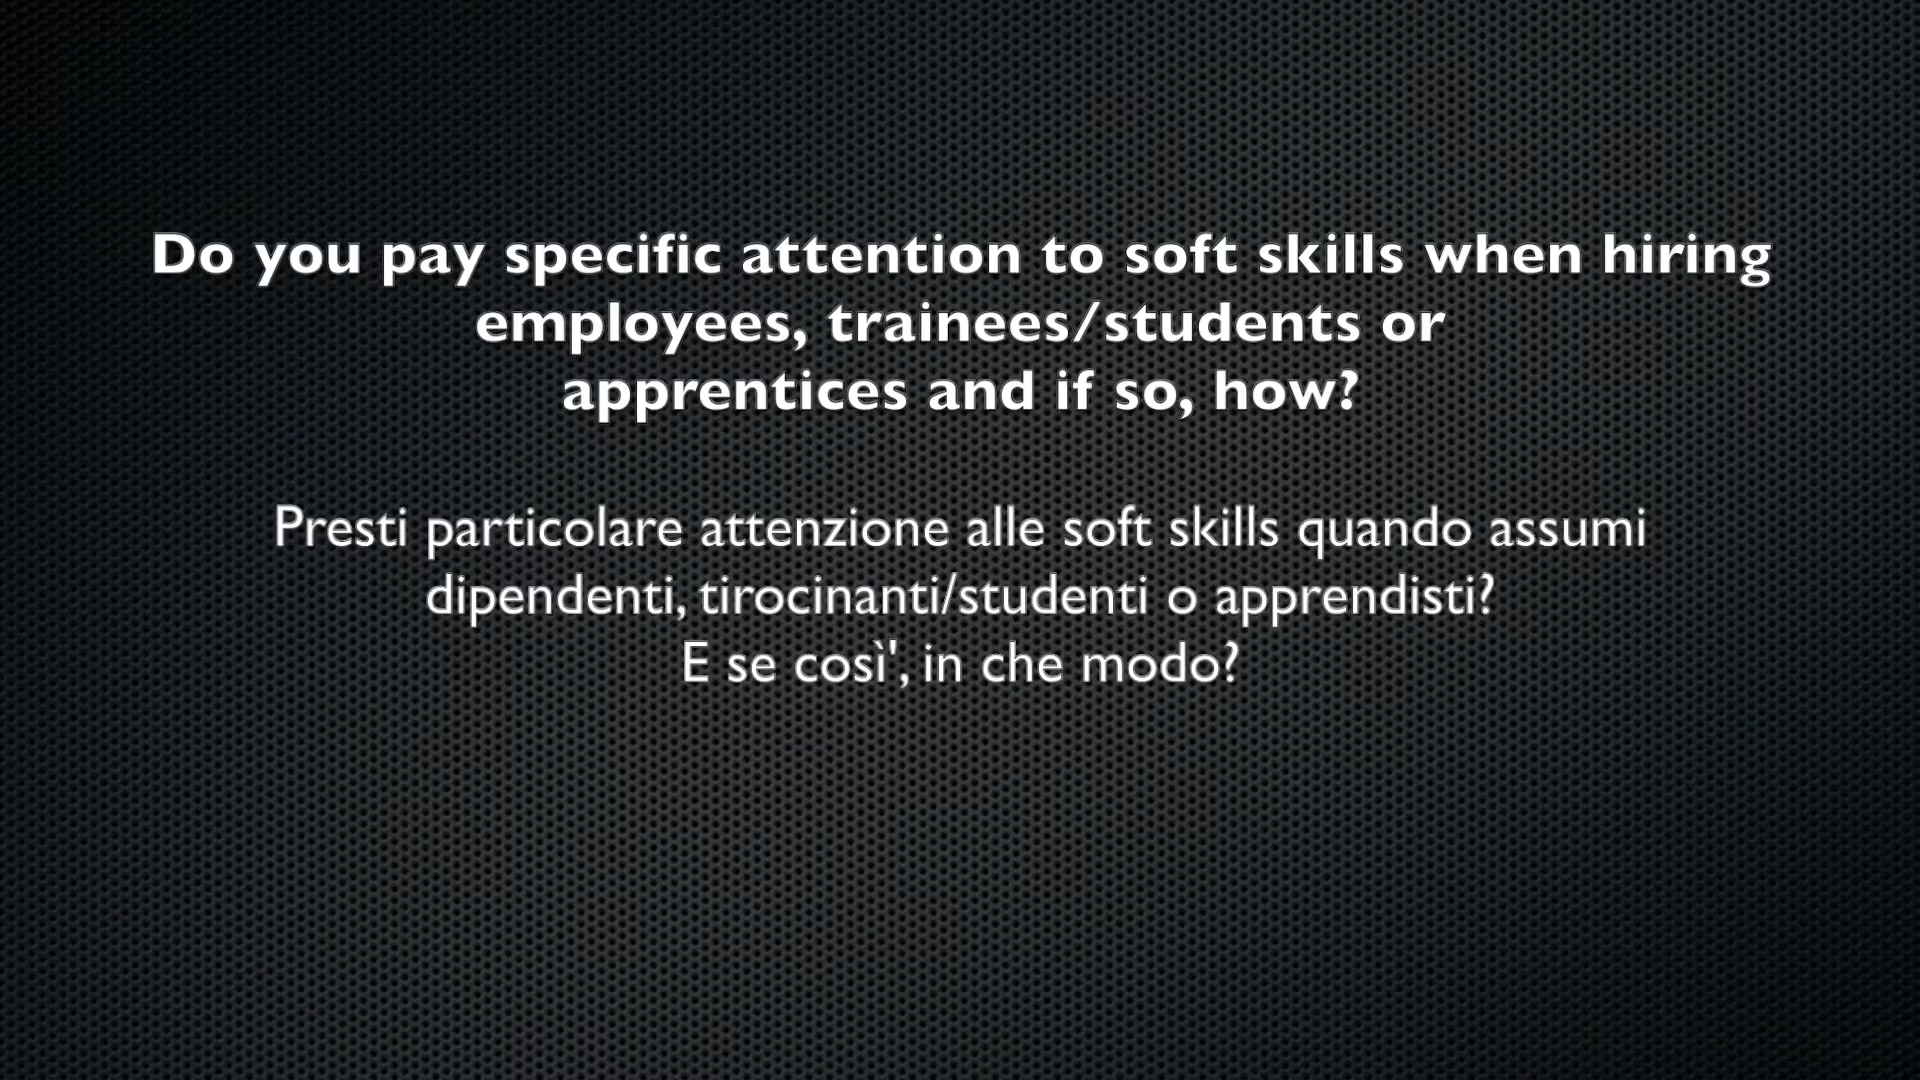 Do you pay specific attention to soft skills when hiring
employees, trainees/students or
apprentices and if so, how?
Presti particolare attenzione alle soft skills quando assumi
dipendenti, tirocinanti/studenti o apprendisti?
E se così', in che modo?